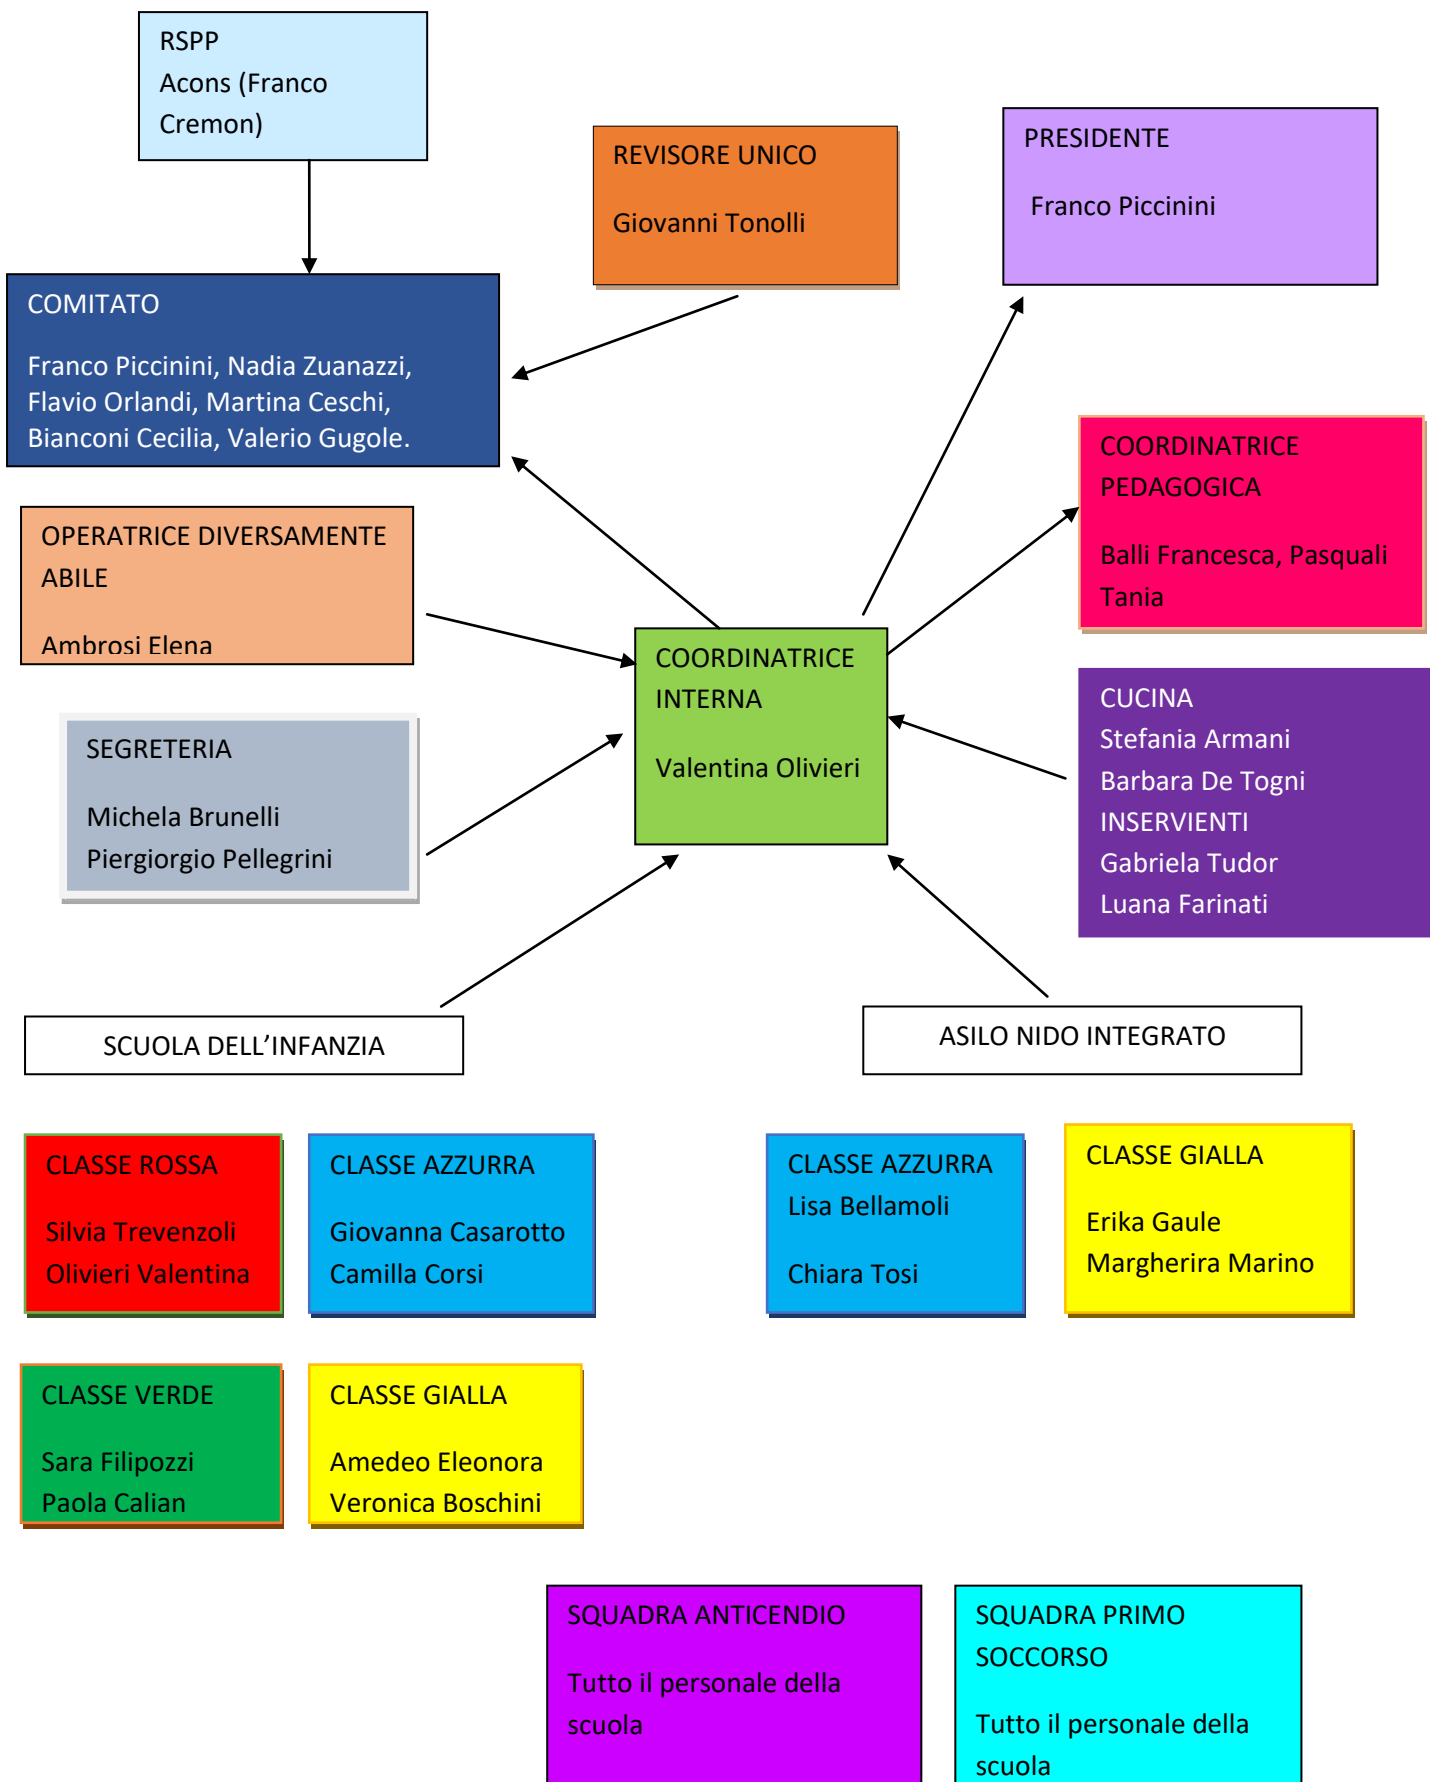 RSPP
Acons (Franco
Cremon)
REVISORE UNICO
Giovanni Tonolli
PRESIDENTE
Franco Piccinini
COMITATO
Franco Piccinini, Nadia Zuanazzi,
Flavio Orlandi, Martina Ceschi,
Bianconi Cecilia, Valerio Gugole.
COORDINATRICE
PEDAGOGICA
Balli Francesca, Pasquali
Tania
OPERATRICE DIVERSAMENTE
ABILE
Ambrosi Elena
COORDINATRICE
INTERNA
Valentina Olivieri
SEGRETERIA
Michela Brunelli
Piergiorgio Pellegrini
CUCINA
Stefania Armani
Barbara De Togni
INSERVIENTI
Gabriela Tudor
Luana Farinati
SCUOLA DELL’INFANZIA
ASILO NIDO INTEGRATO
CLASSE ROSSA
Silvia Trevenzoli
Olivieri Valentina
CLASSE AZZURRA
Giovanna Casarotto
Camilla Corsi
CLASSE AZZURRA
Lisa Bellamoli
Chiara Tosi
CLASSE GIALLA
Erika Gaule
Margherira Marino
CLASSE VERDE
Sara Filipozzi
Paola Calian
CLASSE GIALLA
Amedeo Eleonora
Veronica Boschini
SQUADRA ANTICENDIO
Tutto il personale della
scuola
SQUADRA PRIMO
SOCCORSO
Tutto il personale della
scuola